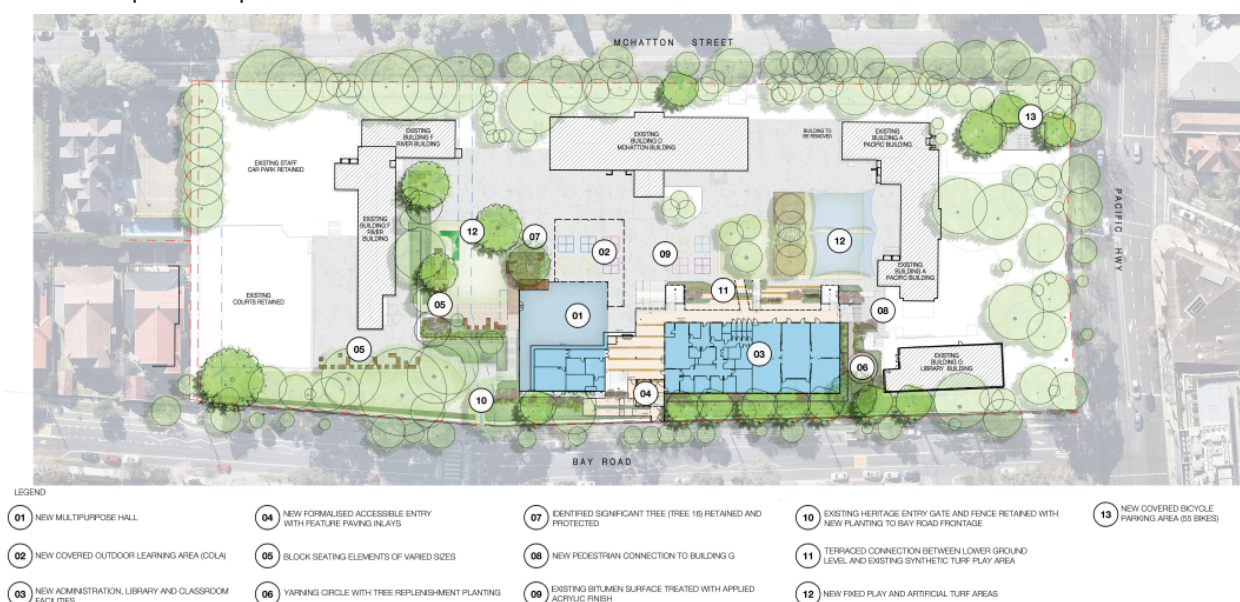 MCHATTON STREET
13
EXISTING
BUILDING F
RIVER BUILDING
EXISTING
BUILDING D
MCHATTON BUILDING
BUILDING TO
BE REMOVED
EXISTING
BUILDING A
PACIFIC BUILDING
EXISTING STAFF
CAR PARK RETAINED
EXISTING
BUILDING F
RIVER
BUILDING
PACIFIC HWY
12
07
02
09
12
EXISTING
BUILDING A
PACIFIC BUILDING
EXISTING
COURTS RETAINED
05
01
11
08
05
03
06
EXISTING
BUILDING G
LIBRARY BUILDING
10
04
BAY ROAD
LEGEND
01 NEW MULTIPURPOSE HALL
02 NEW COVERED OUTDOOR LEARNING AREA (COLA)
03 NEW ADMINISTRATION, LIBRARY AND CLASSROOM
FACILITIES
04 NEW FORMALISED ACCESSIBLE ENTRY
WITH FEATURE PAVING INLAYS
05 BLOCK SEATING ELEMENTS OF VARIED SIZES
06 YARNING CIRCLE WITH TREE REPLENISHMENT PLANTING
07 IDENTIFIED SIGNIFICANT TREE (TREE 16) RETAINED AND
PROTECTED
08 NEW PEDESTRIAN CONNECTION TO BUILDING G
09 EXISTING BITUMEN SURFACE TREATED WITH APPLIED
ACRYLIC FINISH
10 EXISTING HERITAGE ENTRY GATE AND FENCE RETAINED WITH
NEW PLANTING TO BAY ROAD FRONTAGE
11 TERRACED CONNECTION BETWEEN LOWER GROUND
LEVEL AND EXISTING SYNTHETIC TURF PLAY AREA
12 NEW FIXED PLAY AND ARTIFICIAL TURF AREAS
13 NEW COVERED BICYCLE
PARKING AREA (55 BIKES)